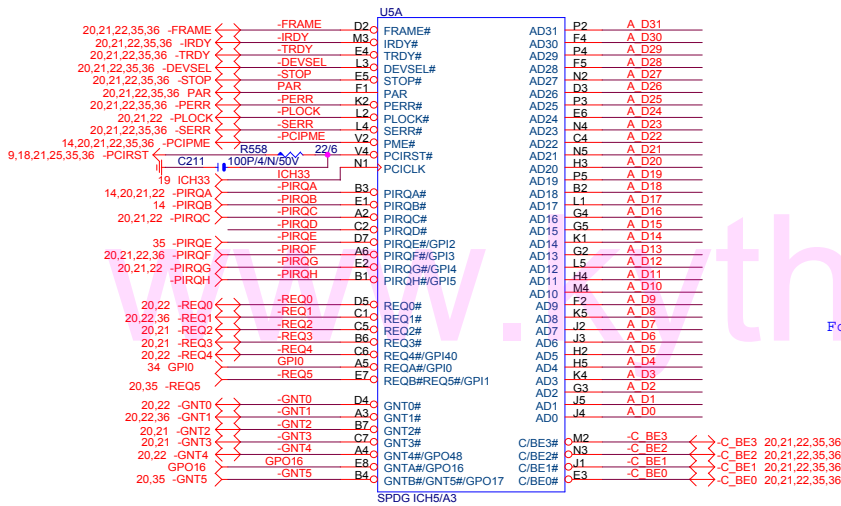 U5A
20,21,22,35,36 -FRAME -FRAME D2 FRAME# AD31 P2 A_D31
20,21,22,35,36 -IRDY -IRDY M3 IRDY# AD30 F4 A_D30
20,21,22,35,36 -TRDY -TRDY E4 TRDY# AD29 P4 A_D29
20,21,22,35,36 -DEVSEL -DEVSEL L3 DEVSEL# AD28 F5 A_D28
20,21,22,35,36 -STOP -STOP E5 STOP# AD27 N2 A_D27
20,21,22,35,36 PAR PAR F1 PAR AD26 D3 A_D26
20,21,22,35,36 -PERR -PERR K2 PERR# AD25 P3 A_D25
20,21,22 -PLOCK -PLOCK L2 PLOCK# AD24 E6 A_D24
20,21,22,35,36 -SERR -SERR L4 SERR# AD23 N4 A_D23
14,20,21,22,35,36 -PCIPME -PCIPME V2 PME# AD22 C4 A_D22
9,18,21,25,35,36 -PCIRST R558 22/6 V4 PCIRST# AD21 N5 A_D21
C211 100P/4/N/50V N1 PCICLK AD20 H3 A_D20
19 ICH33 ICH33 AD19 P5 A_D19
14,20,21,22 -PIRQA -PIRQA B3 PIRQA# AD18 B2 A_D18
14 -PIRQB -PIRQB E1 PIRQB# AD17 L1 A_D17
20,21,22 -PIRQC -PIRQC A2 PIRQC# AD16 G4 A_D16
-PIRQD C2 PIRQD# AD15 G5 A_D15
35 -PIRQE -PIRQE D7 PIRQE#/GPI2 AD14 K1 A_D14
20,21,22,36 -PIRQF -PIRQF A6 PIRQF#/GPI3 AD13 G2 A_D13
20,21,22 -PIRQG -PIRQG E2 PIRQG#/GPI4 AD12 L5 A_D12
-PIRQH -PIRQH B1 PIRQH#/GPI5 AD11 H4 A_D11
AD10 M4 A_D10
20,22 -REQ0 -REQ0 D5 REQ0# AD9 F2 A_D9
20,22,36 -REQ1 -REQ1 C1 REQ1# AD8 K5 A_D8
20,21 -REQ2 -REQ2 C5 REQ2# AD7 J2 A_D7
20,21 -REQ3 -REQ3 B6 REQ3# AD6 J3 A_D6
20,22 -REQ4 -REQ4 C6 REQ4#/GPI40 AD5 H2 A_D5
34 GPI0 GPI0 A5 REQA#/GPI0 AD4 H5 A_D4
20,35 -REQ5 -REQ5 E7 REQB#REQ5#/GPI1 AD3 K4 A_D3
AD2 G3 A_D2
20,22 -GNT0 -GNT0 D4 GNT0# AD1 J5 A_D1
20,22,36 -GNT1 -GNT1 A3 GNT1# AD0 J4 A_D0
20,21 -GNT2 -GNT2 B7 GNT2#
20,21 -GNT3 -GNT3 C7 GNT3# C/BE3# M2 -C_BE3 -C_BE3 20,21,22,35,36
20,22 -GNT4 -GNT4 A4 GNT4#/GPO48 C/BE2# N3 -C_BE2 -C_BE2 20,21,22,35,36
GPO16 GPO16 E8 GNTA#/GPO16 C/BE1# J1 -C_BE1 -C_BE1 20,21,22,35,36
20,35 -GNT5 -GNT5 B4 GNTB#/GNT5#/GPO17 C/BE0# E3 -C_BE0 -C_BE0 20,21,22,35,36
SPDG ICH5/A3
www.kyth
Fo